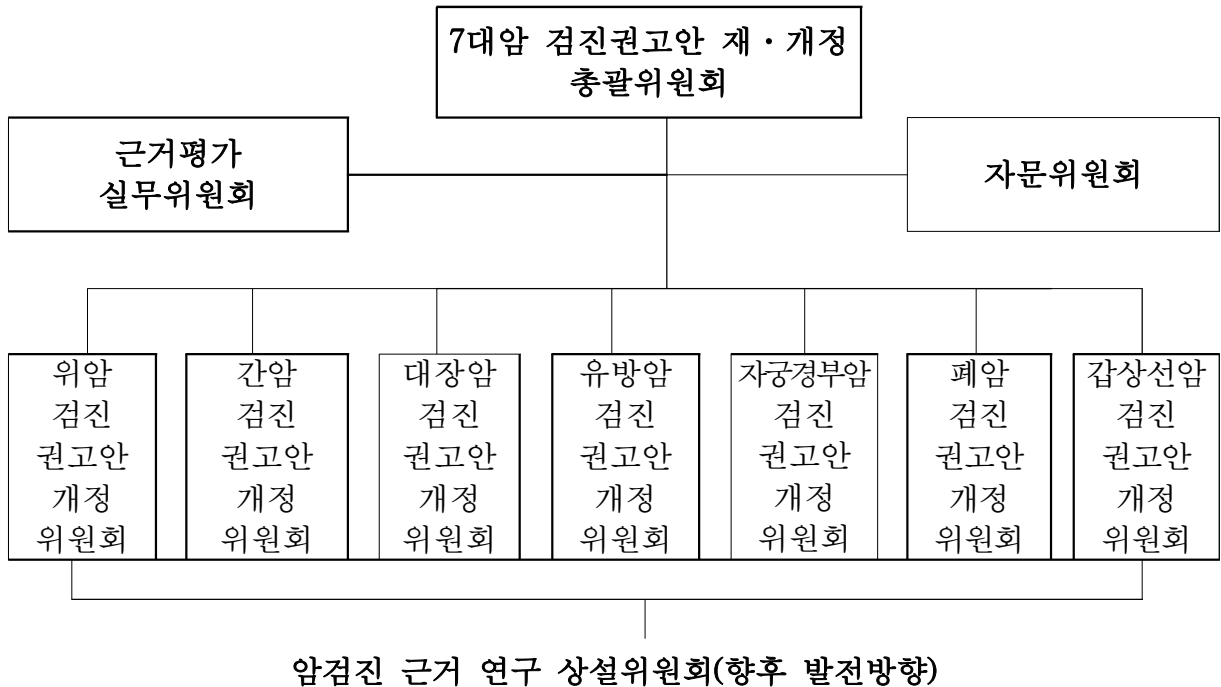 7대암 검진권고안 재·개정
총괄위원회
근거평가
실무위원회
자문위원회
위암
검진
권고안
개정
위원회
간암
검진
권고안
개정
위원회
대장암
검진
권고안
개정
위원회
유방암
검진
권고안
개정
위원회
자궁경부암
검진
권고안
개정
위원회
폐암
검진
권고안
개정
위원회
갑상선암
검진
권고안
개정
위원회
암검진 근거 연구 상설위원회(향후 발전방향)